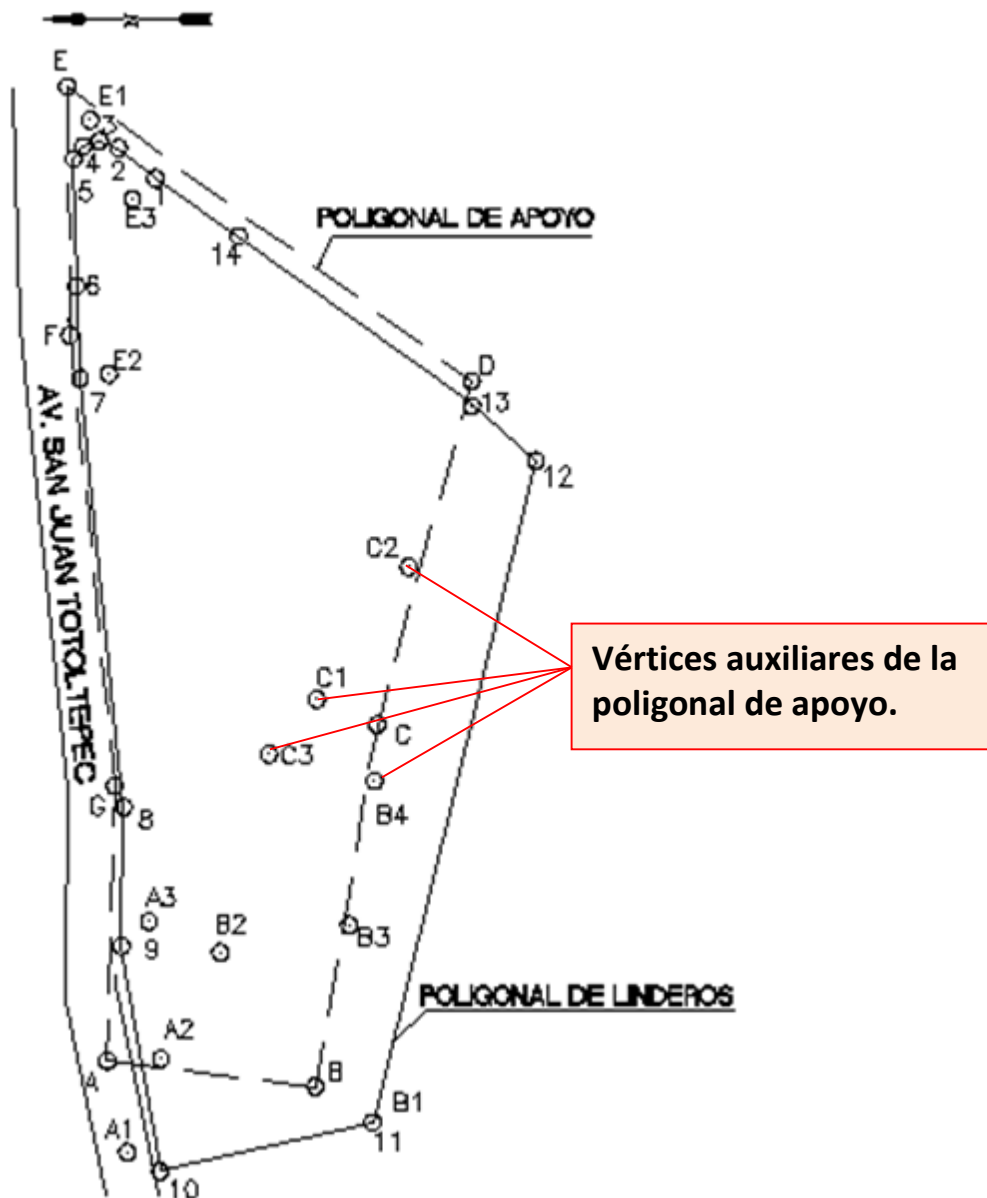 N
E
E1
3
4
2
5
1
E3
POLIGONAL DE APOYO
14
6
F
E2
D
7
13
AV. SAN JUAN TOTOLTEPEC
12
C2
Vértices auxiliares de la
poligonal de apoyo.
C1
C
C3
G
8
B4
A3
B2
9
B3
POLIGONAL DE LINDEROS
A2
A
B
B1
A1
11
10